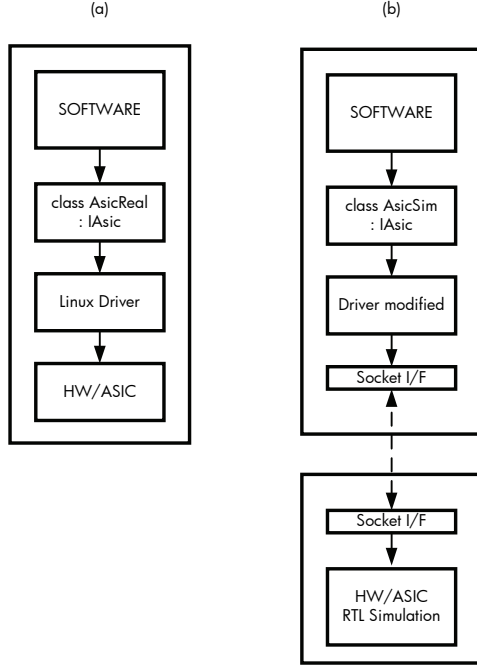 (a)
SOFTWARE
class AsicReal
: IAsic
Linux Driver
HW/ASIC
(b)
SOFTWARE
class AsicSim
: IAsic
Driver modified
Socket I/F
Socket I/F
HW/ASIC
RTL Simulation